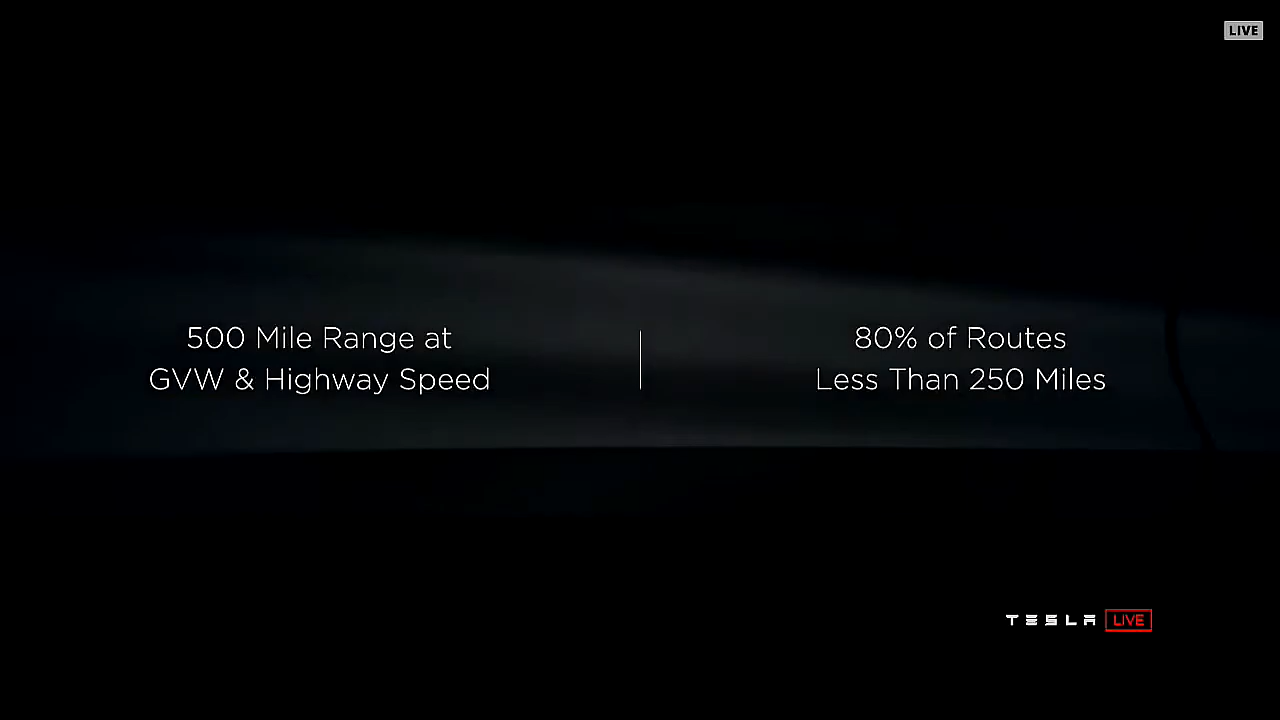 LIVE
500 Mile Range at
GVW & Highway Speed
80% of Routes
Less Than 250 Miles
TESLA LIVE